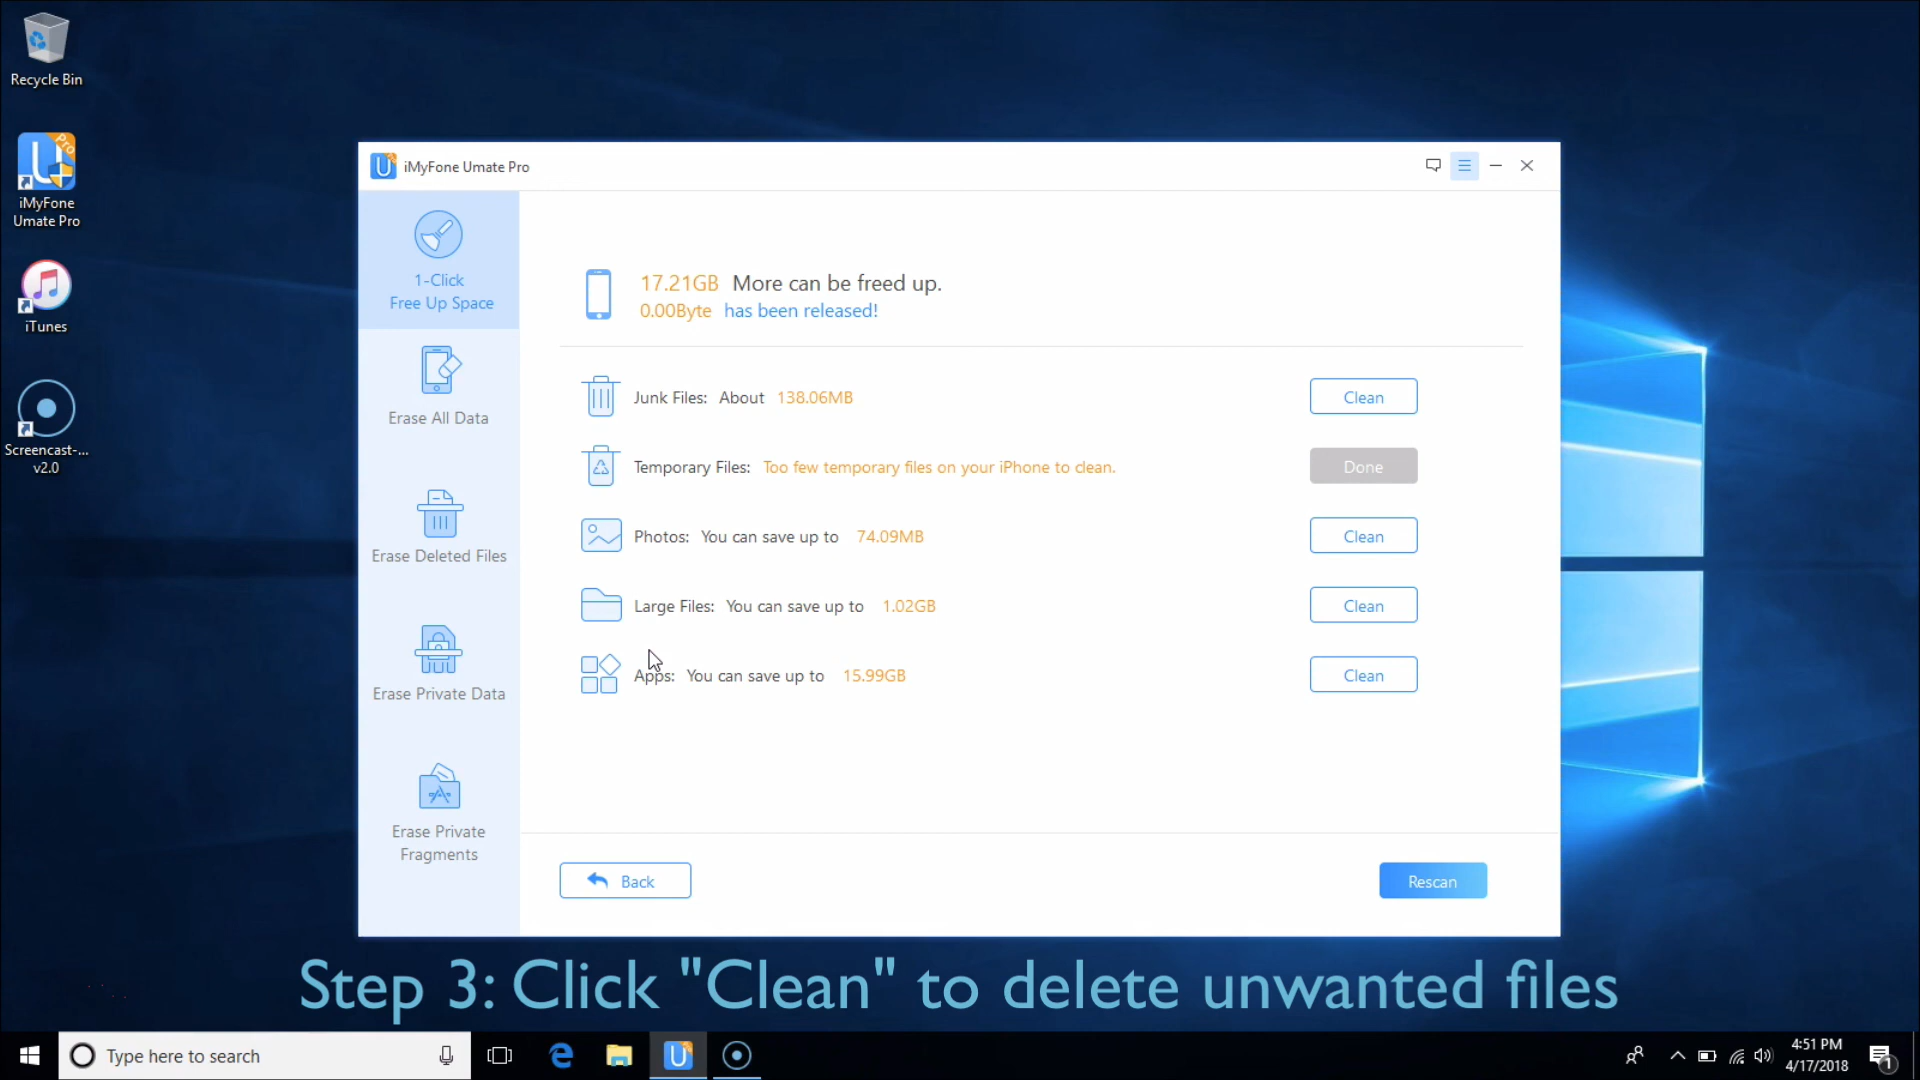 Recycle Bin
iMyFone
Umate Pro
iTunes
Screencast-...
v2.0
iMyFone Umate Pro
1-Click
Free Up Space
Erase All Data
Erase Deleted Files
Erase Private Data
Erase Private
Fragments
17.21GB More can be freed up.
0.00Byte has been released!
Junk Files: About 138.06MB
Clean
Temporary Files: Too few temporary files on your iPhone to clean.
Done
Photos: You can save up to 74.09MB
Clean
Large Files: You can save up to 1.02GB
Clean
Apps: You can save up to 15.99GB
Clean
Back
Rescan
Step 3: Click "Clean" to delete unwanted files
Type here to search
4:51 PM
4/17/2018
1